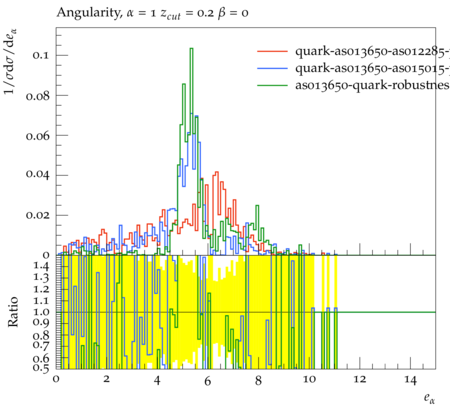 Angularity, α = 1 z_cut = 0.2 β = 0
1/σdσ/de_α
0.1
0.08
0.06
0.04
0.02
0
quark-as013650-as012285-
quark-as013650-as015015-
as013650-quark-robustnes
Ratio
1.4
1.3
1.2
1.1
1.0
0.9
0.8
0.7
0.6
0.5
0 2 4 6 8 10 12 14
e_α